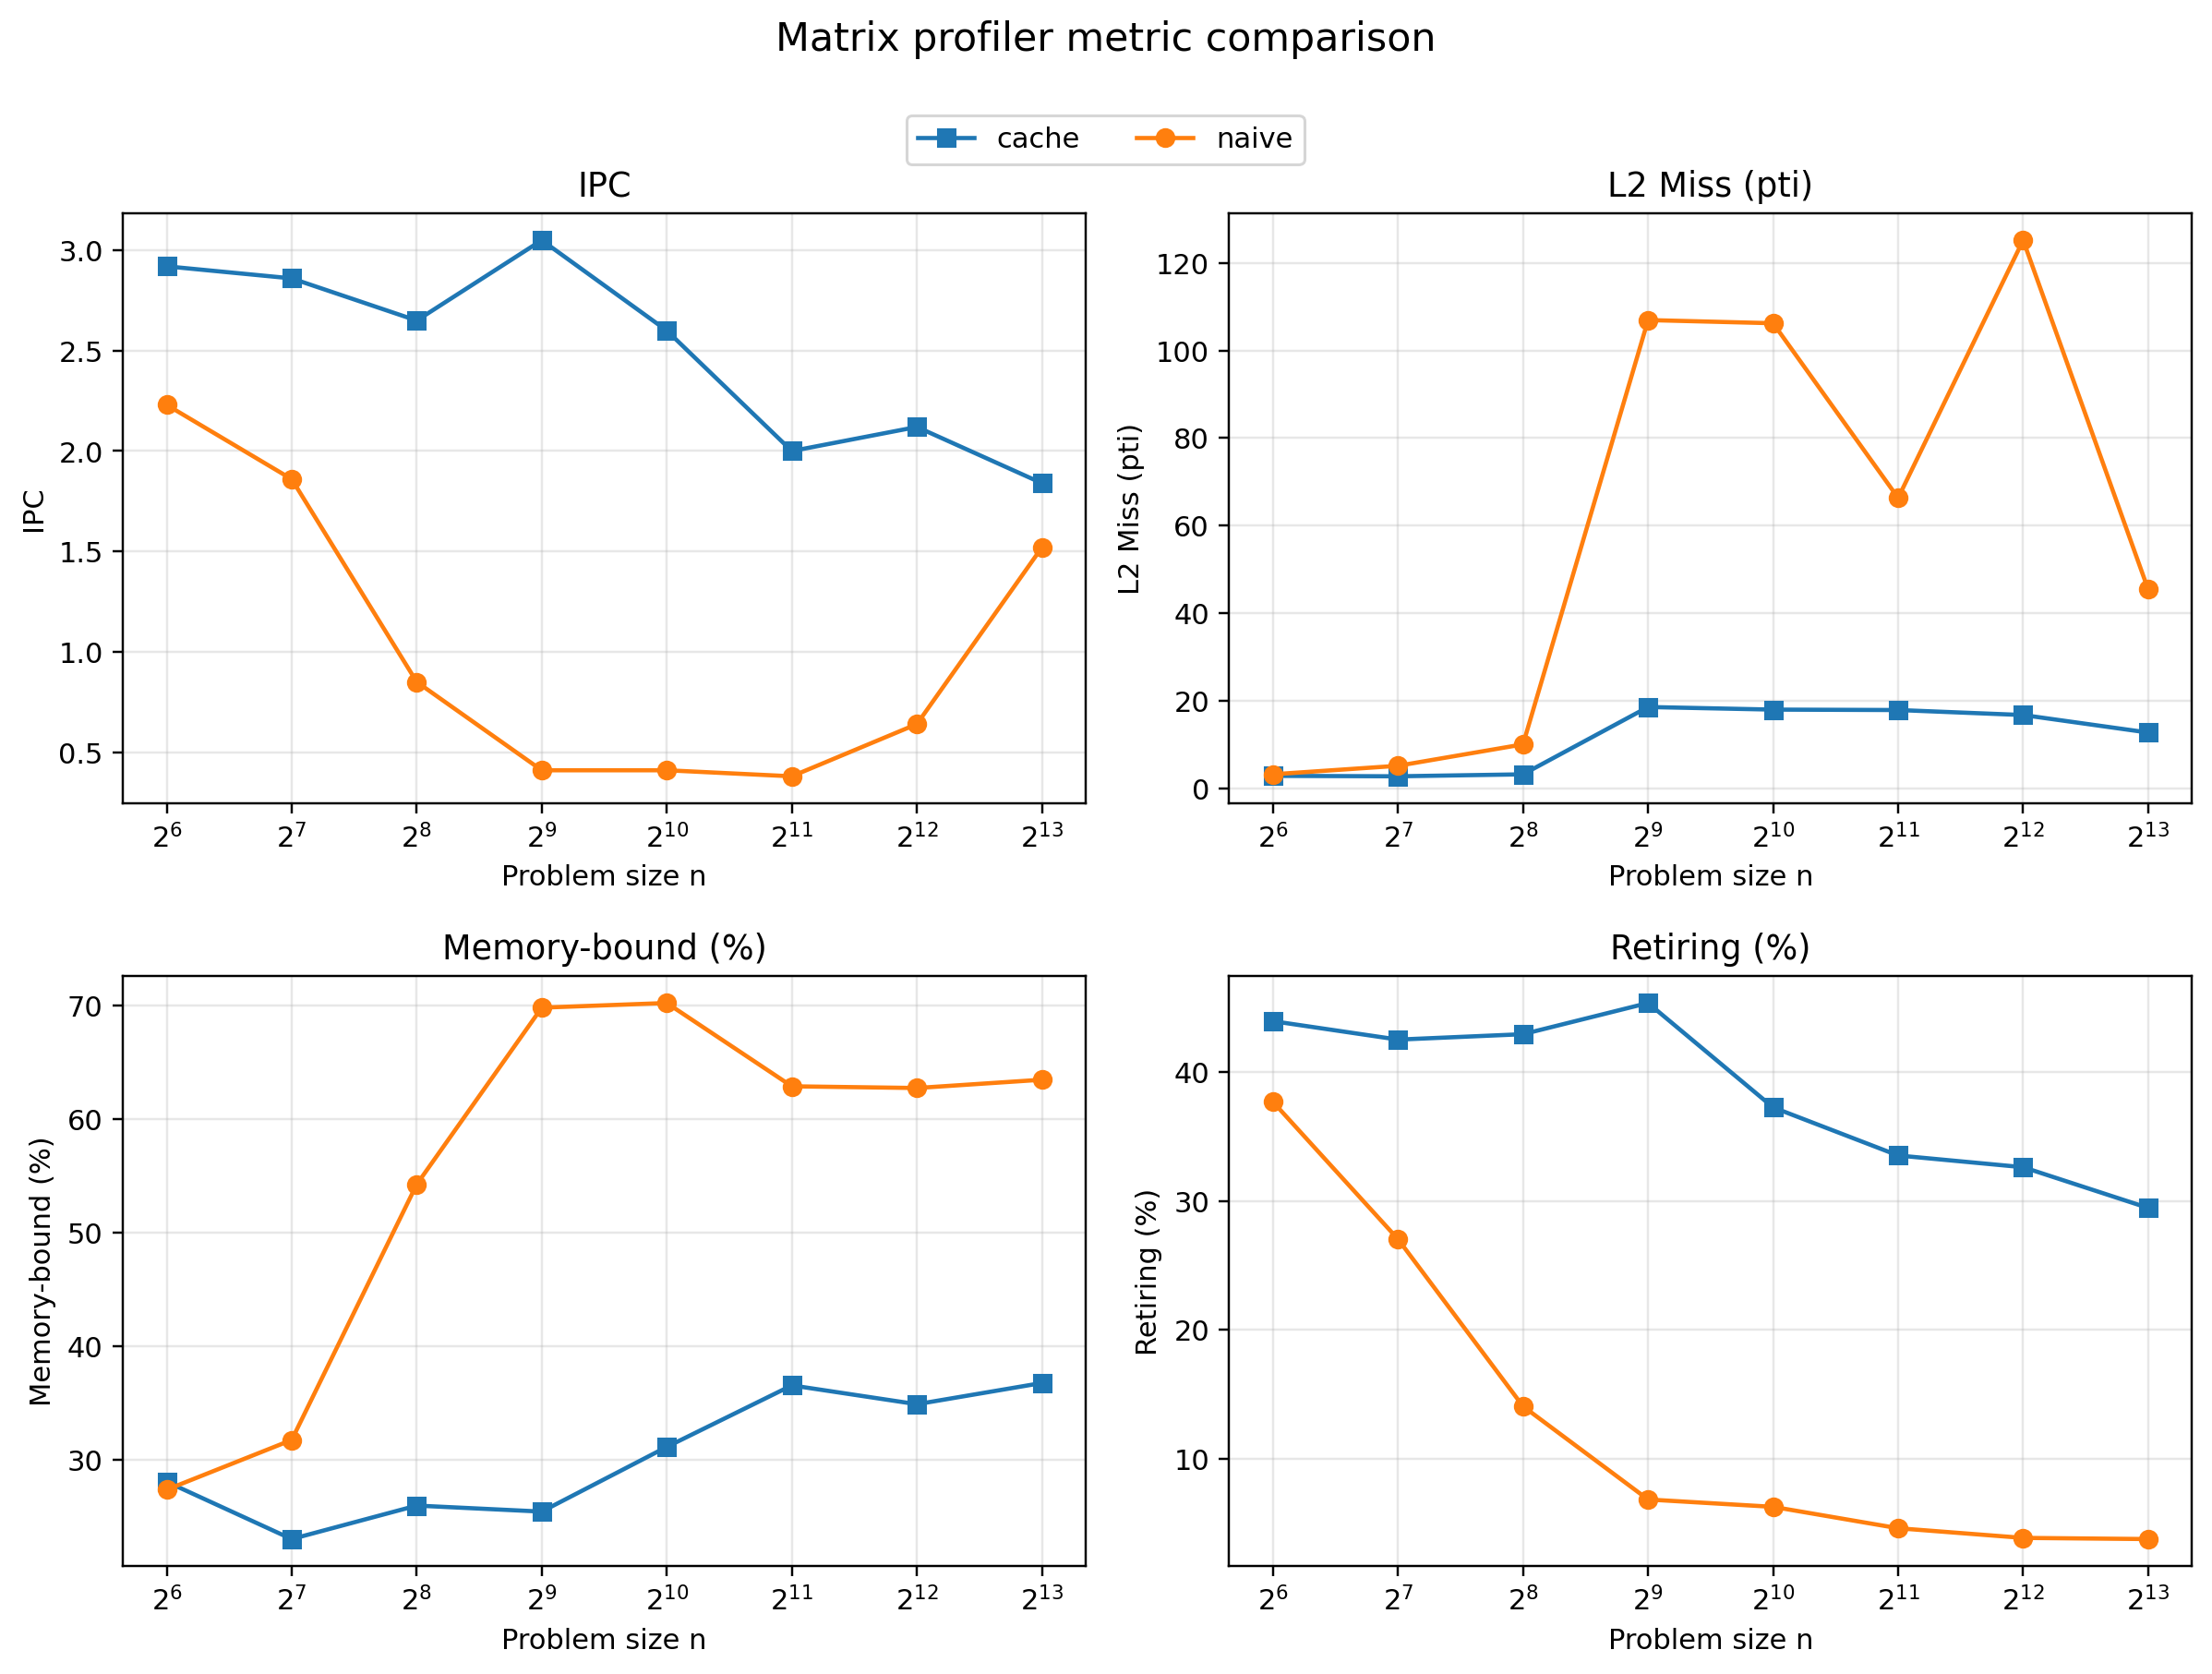 Matrix profiler metric comparison
cache naive
IPC
IPC
3.0
2.5
2.0
1.5
1.0
0.5
2⁶ 2⁷ 2⁸ 2⁹ 2¹⁰ 2¹¹ 2¹² 2¹³
Problem size n
L2 Miss (pti)
L2 Miss (pti)
120
100
80
60
40
20
0
2⁶ 2⁷ 2⁸ 2⁹ 2¹⁰ 2¹¹ 2¹² 2¹³
Problem size n
Memory-bound (%)
Memory-bound (%)
70
60
50
40
30
2⁶ 2⁷ 2⁸ 2⁹ 2¹⁰ 2¹¹ 2¹² 2¹³
Problem size n
Retiring (%)
Retiring (%)
40
30
20
10
2⁶ 2⁷ 2⁸ 2⁹ 2¹⁰ 2¹¹ 2¹² 2¹³
Problem size n